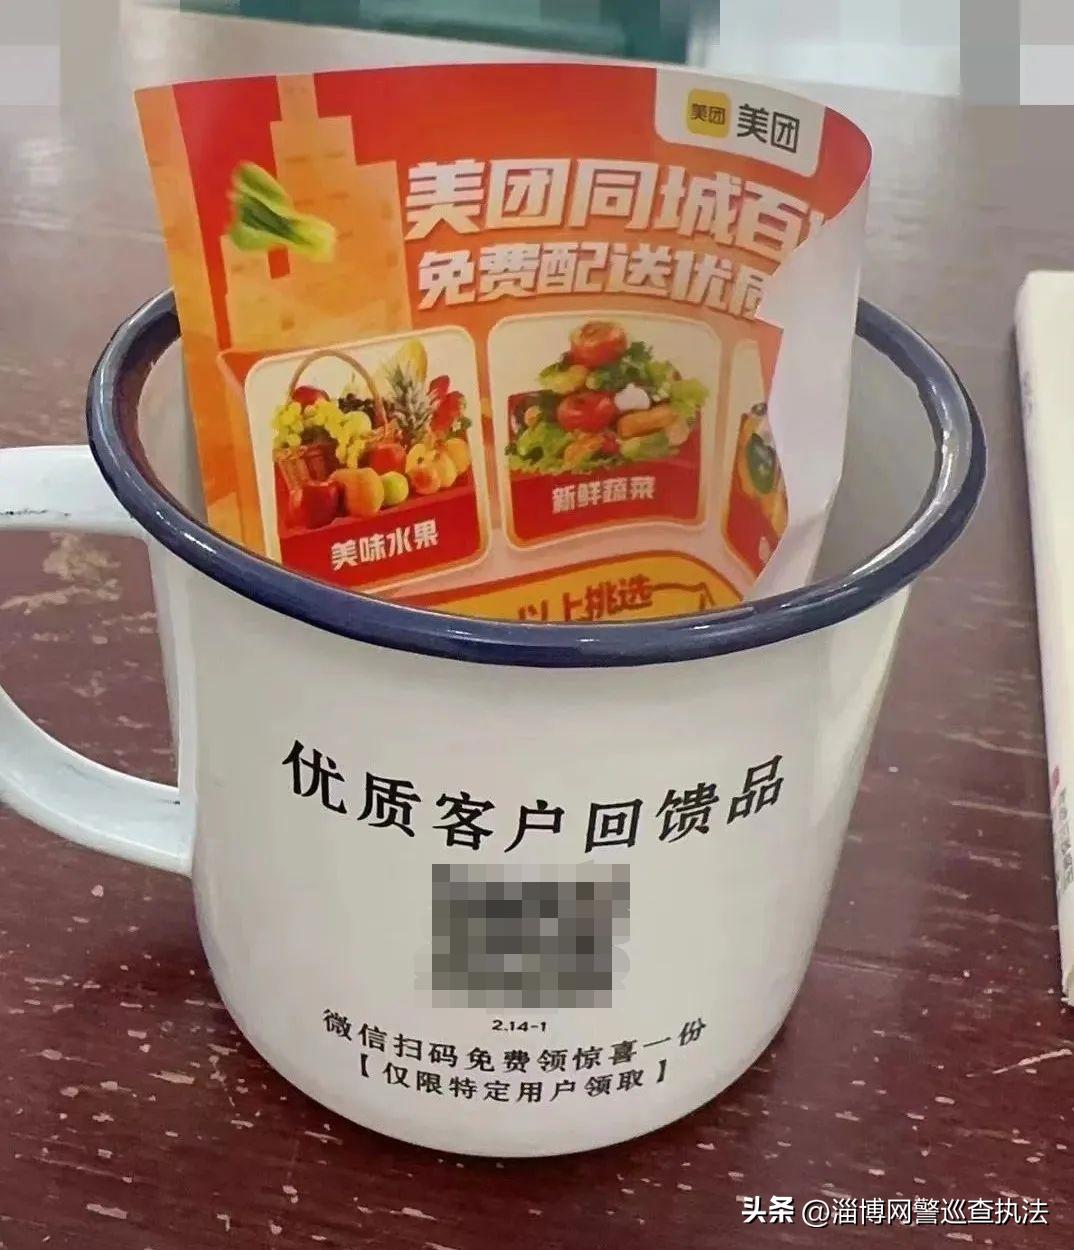 美团 美团
美团同城百
免费配送优质
美味水果
新鲜蔬菜
以上挑选
优质客户回馈品
2.14-1
微信扫码免费领惊喜一份
【仅限特定用户领取】
头条 @淄博网警巡查执法